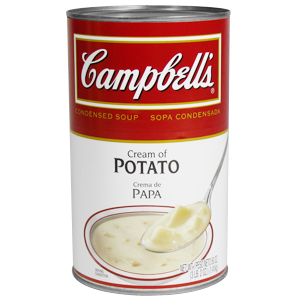 Campbell's®
CONDENSED SOUP SOPA CONDENSADA
Cream of
POTATO
Crema de
PAPA